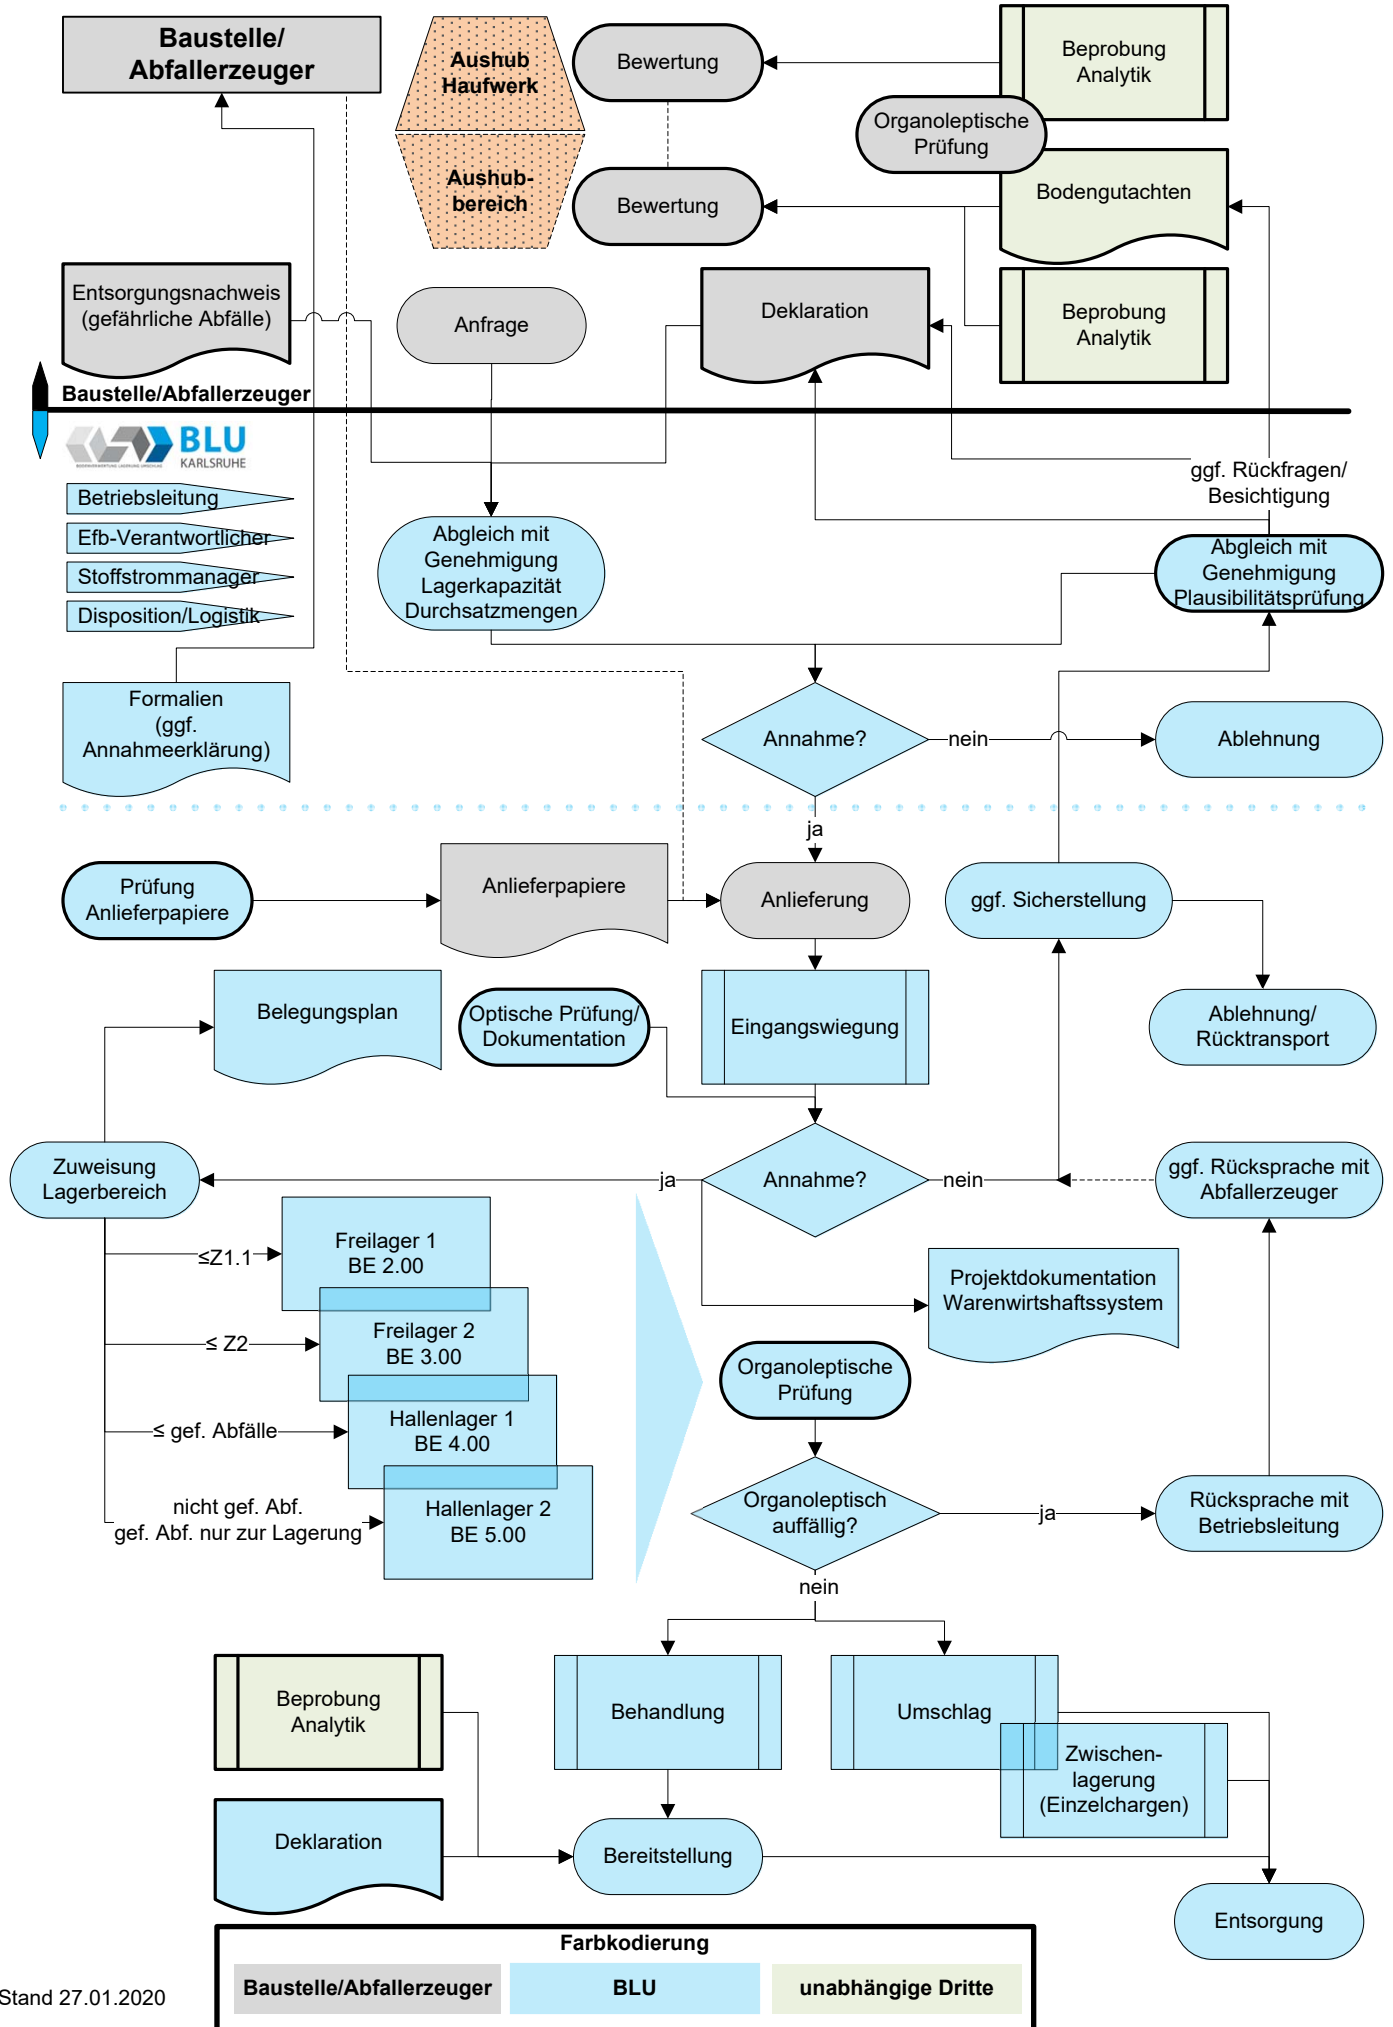 Baustelle/
Abfallerzeuger
Aushub
Haufwerk
Aushub-
bereich
Bewertung
Bewertung
Beprobung
Analytik
Organoleptische
Prüfung
Bodengutachten
Beprobung
Analytik
Entsorgungsnachweis
(gefährliche Abfälle)
Anfrage
Deklaration
Baustelle/Abfallerzeuger
BLU
KARLSRUHE
ggf. Rückfragen/
Besichtigung
Betriebsleitung
Efb-Verantwortlicher
Stoffstrommanager
Disposition/Logistik
Abgleich mit
Genehmigung
Lagerkapazität
Durchsatzmengen
Abgleich mit
Genehmigung
Plausibilitätsprüfung
Formalien
(ggf.
Annahmeerklärung)
Annahme?
nein
Ablehnung
ja
Prüfung
Anlieferpapiere
Anlieferpapiere
Anlieferung
ggf. Sicherstellung
Belegungsplan
Optische Prüfung/
Dokumentation
Eingangswiegung
Ablehnung/
Rücktransport
Zuweisung
Lagerbereich
ja
Annahme?
nein
ggf. Rücksprache mit
Abfallerzeuger
≤Z1.1
Freilager 1
BE 2.00
Projektdokumentation
Warenwirtshaftssystem
≤ Z2
Freilager 2
BE 3.00
Organoleptische
Prüfung
≤ gef. Abfälle
Hallenlager 1
BE 4.00
nicht gef. Abf.
gef. Abf. nur zur Lagerung
Hallenlager 2
BE 5.00
Organoleptisch
auffällig?
ja
Rücksprache mit
Betriebsleitung
nein
Beprobung
Analytik
Behandlung
Umschlag
Zwischen-
lagerung
(Einzelchargen)
Deklaration
Bereitstellung
Entsorgung
Farbkodierung
Baustelle/Abfallerzeuger
BLU
unabhängige Dritte
Stand 27.01.2020